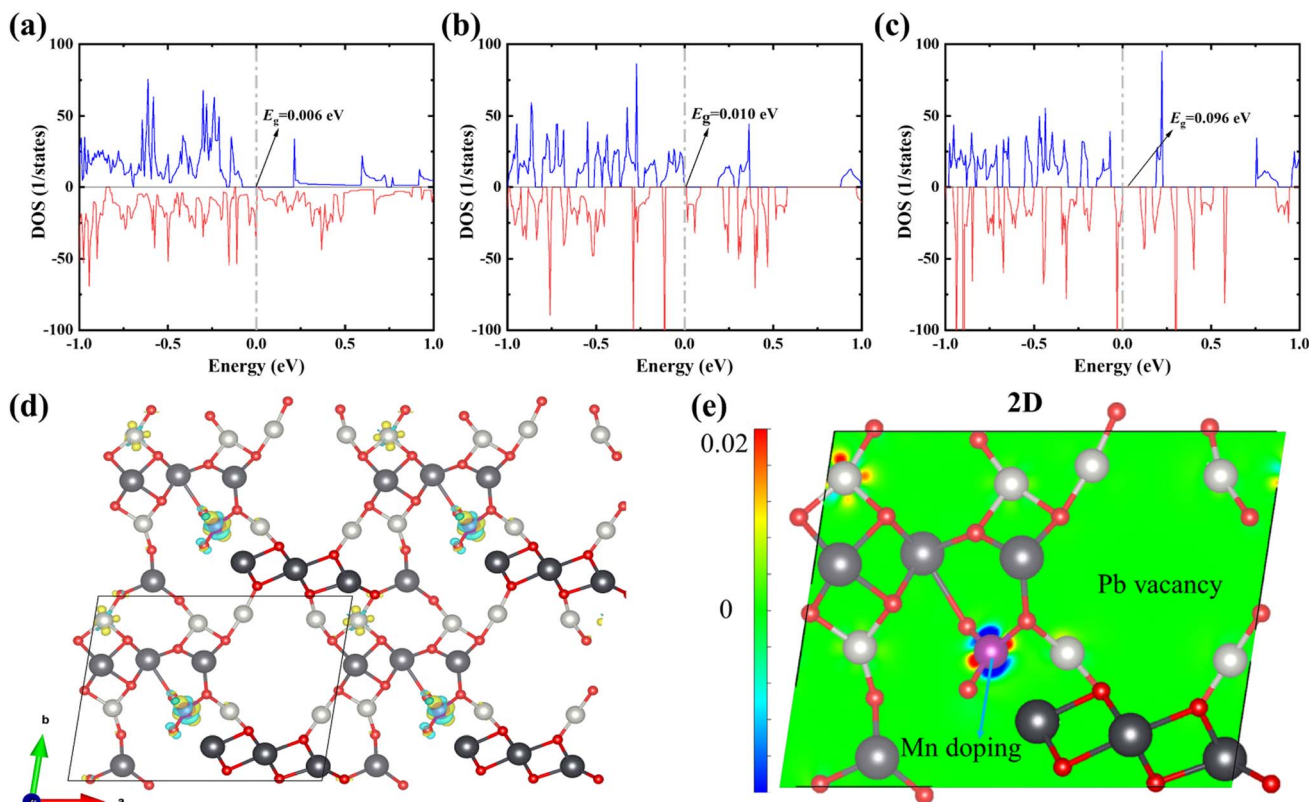 (a)
100
50
0
-50
-100
DOS (1/states)
Eg=0.006 eV
-1.0 -0.5 0.0 0.5 1.0
Energy (eV)
(b)
100
50
0
-50
-100
DOS (1/states)
Eg=0.010 eV
-1.0 -0.5 0.0 0.5 1.0
Energy (eV)
(c)
100
50
0
-50
-100
DOS (1/states)
Eg=0.096 eV
-1.0 -0.5 0.0 0.5 1.0
Energy (eV)
(d)
b
a
(e)
2D
0.02
0
Pb vacancy
Mn doping